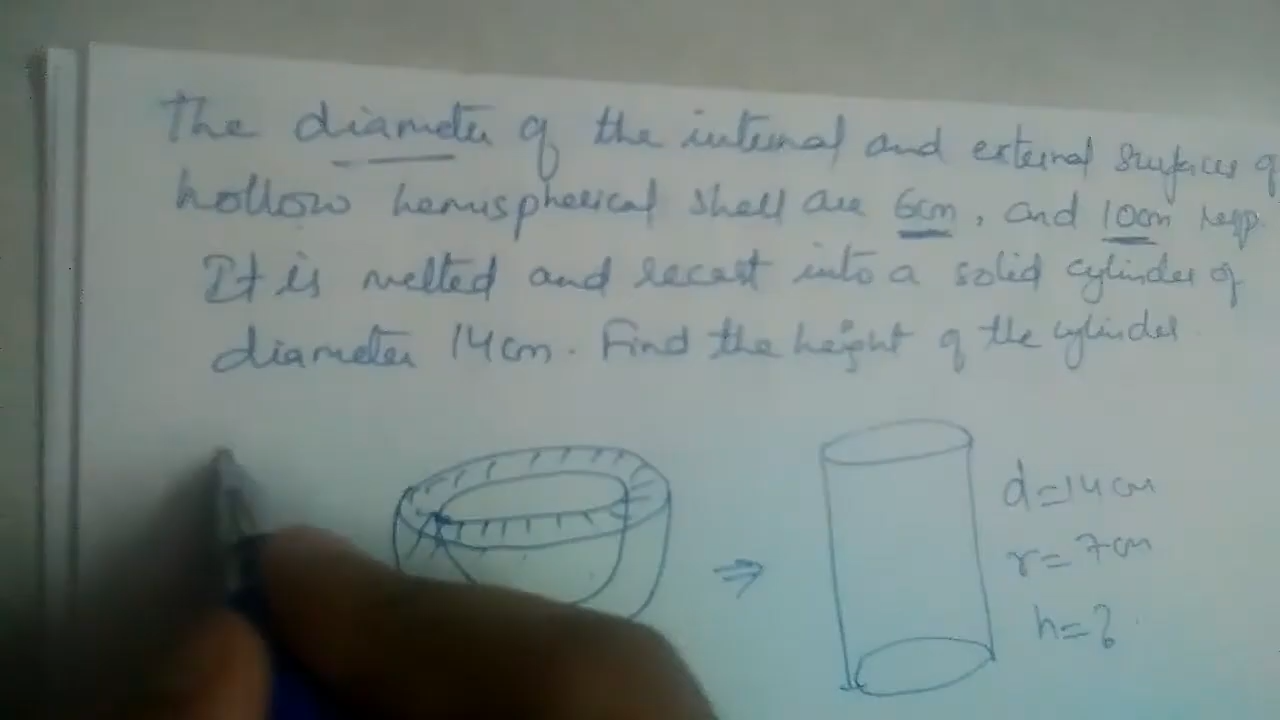 The diameter of the internal and external surfaces of
hollow hemispherical shell are 6cm, and 10cm resp.
It is melted and recast into a solid cylinder of
diameter 14cm. Find the height of the cylinder.
d=14cm
r=7cm
h=?